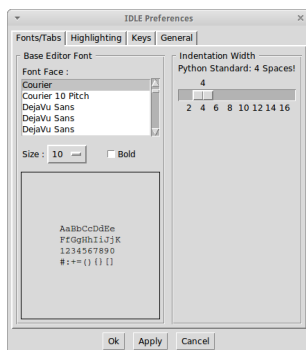 IDLE Preferences
Fonts/Tabs Highlighting Keys General
Base Editor Font
Font Face :
Courier
Courier 10 Pitch
DejaVu Sans
DejaVu Sans
DejaVu Sans
Size : 10 Bold
AaBbCcDdEe
FfGgHhIiJjK
1234567890
#:+=(){}[]
Indentation Width
Python Standard: 4 Spaces!
4
2 4 6 8 10 12 14 16
Ok Apply Cancel